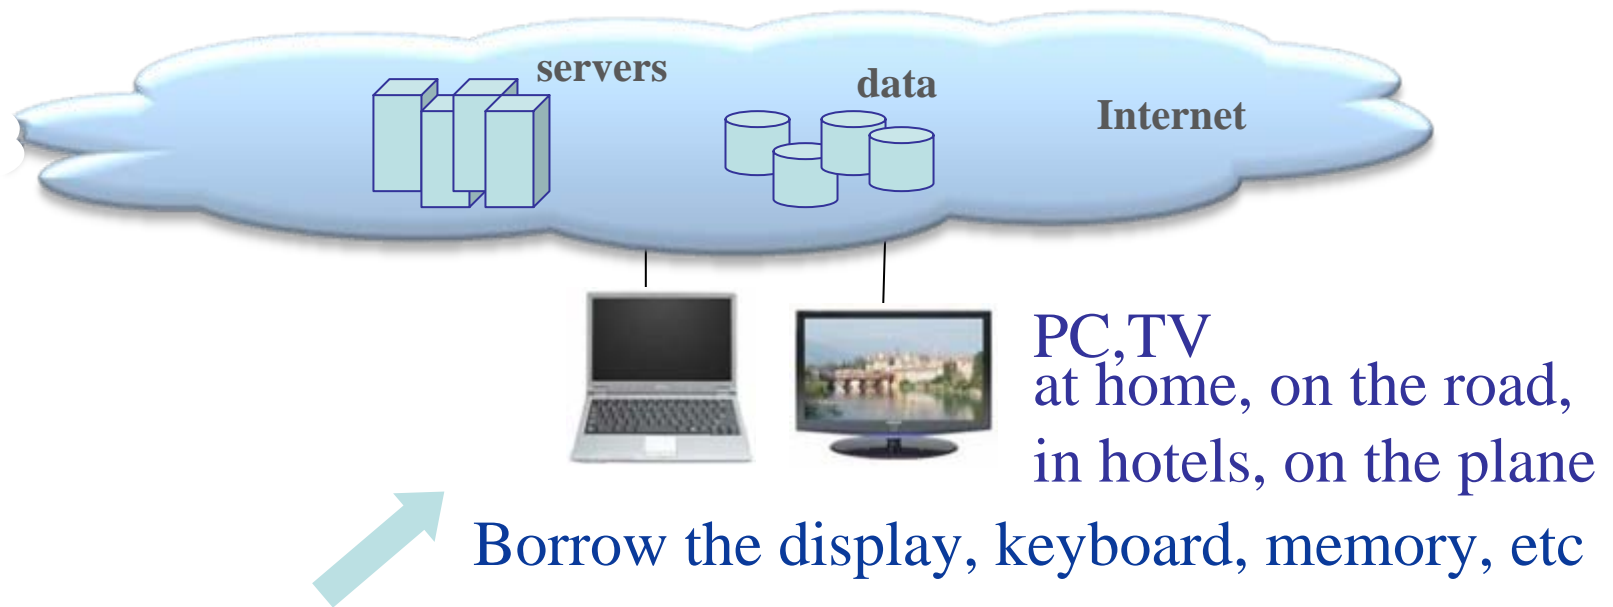 servers
data
Internet
PC,TV
at home, on the road,
in hotels, on the plane
Borrow the display, keyboard, memory, etc